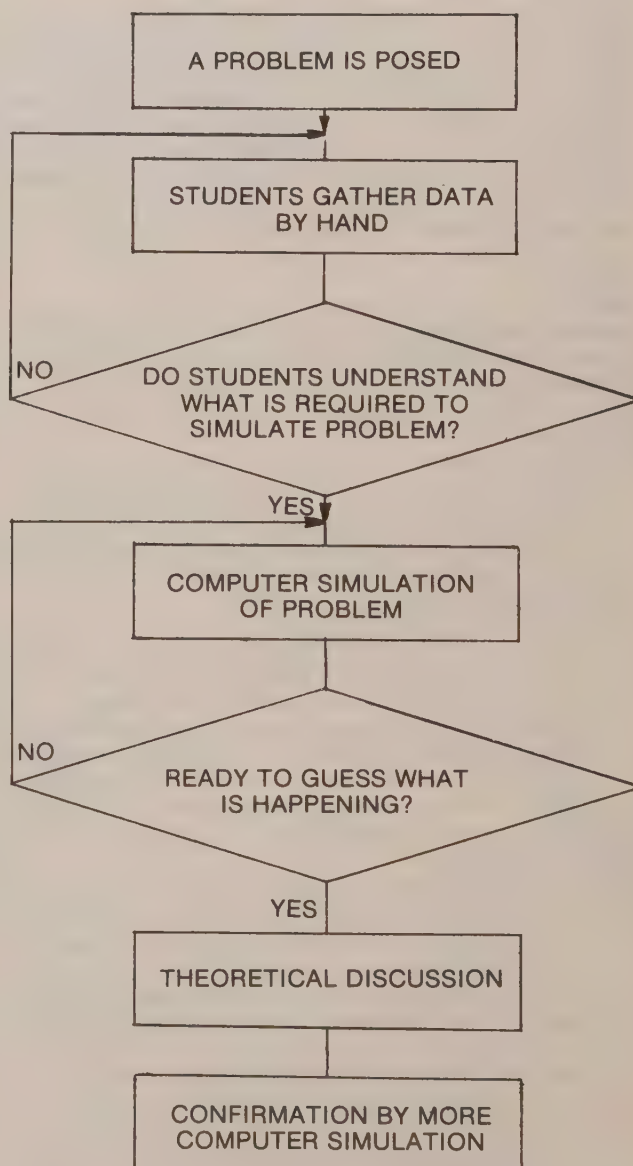 A PROBLEM IS POSED
STUDENTS GATHER DATA
BY HAND
NO
DO STUDENTS UNDERSTAND
WHAT IS REQUIRED TO
SIMULATE PROBLEM?
YES
COMPUTER SIMULATION
OF PROBLEM
NO
READY TO GUESS WHAT
IS HAPPENING?
YES
THEORETICAL DISCUSSION
CONFIRMATION BY MORE
COMPUTER SIMULATION